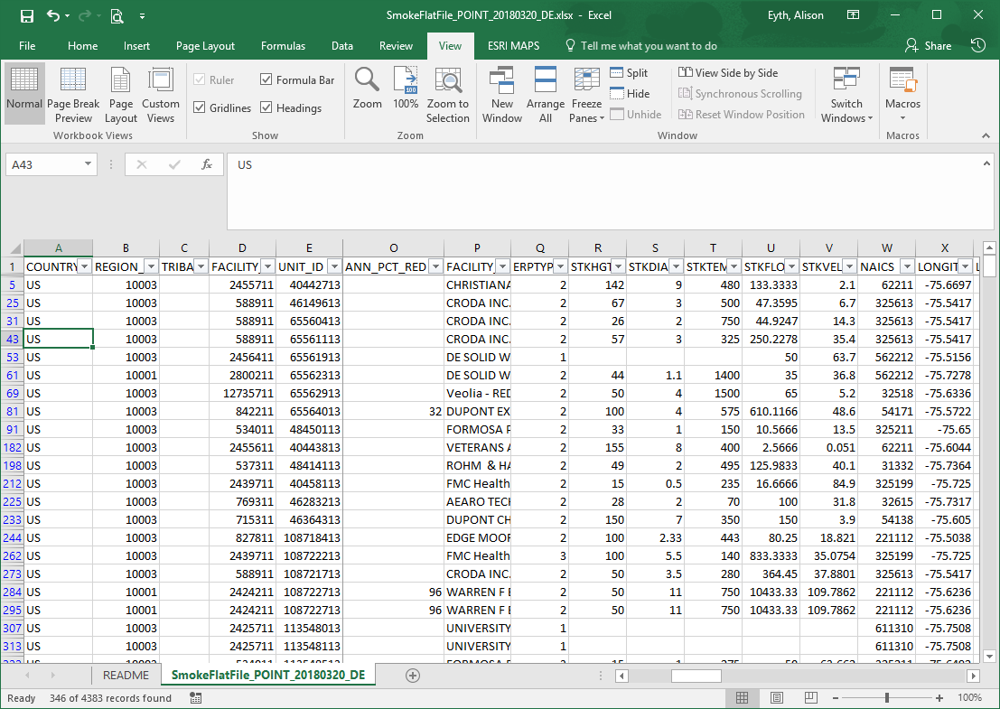 SmokeFlatFile_POINT_20180320_DE.xlsx - Excel Eyth, Alison
File Home Insert Page Layout Formulas Data Review View ESRI MAPS Tell me what you want to do Share
Normal Page Break Preview Page Layout Custom Views Ruler Formula Bar Gridlines Headings Zoom 100% Zoom to Selection New Window Arrange All Freeze Panes Split Hide Unhide View Side by Side Synchronous Scrolling Reset Window Position Switch Windows Macros
Workbook Views Show Zoom Window Macros
A43 fx US
A B C D E O P Q R S T U V W X
1 COUNTRY REGION_ TRIBA FACILITY_ UNIT_ID ANN_PCT_RED FACILITY_ ERPTYP STKHGT STKDIA STKTEM STKFLO STKVEL NAICS LONGIT L
5 US 10003 2455711 40442713 CHRISTIANA 2 142 9 480 133.3333 2.1 62211 -75.6697
25 US 10003 588911 46149613 CRODA INC. 2 67 3 500 47.3595 6.7 325613 -75.5417
31 US 10003 588911 65560413 CRODA INC. 2 26 2 750 44.9247 14.3 325613 -75.5417
43 US 10003 588911 65561113 CRODA INC. 2 57 3 325 250.2278 35.4 325613 -75.5417
53 US 10003 2456411 65561913 DE SOLID W 1 50 63.7 562212 -75.5156
61 US 10001 2800211 65562313 DE SOLID W 2 44 1.1 1400 35 36.8 562212 -75.7278
69 US 10003 12735711 65562913 Veolia - RED 2 50 4 1500 65 5.2 32518 -75.6336
81 US 10003 842211 65564013 32 DUPONT EX 2 100 4 575 610.1166 48.6 54171 -75.5722
91 US 10003 534011 48450113 FORMOSA P 2 33 1 150 10.5666 13.5 325211 -75.65
182 US 10003 2455611 40443813 VETERANS A 2 155 8 400 2.5666 0.051 62211 -75.6044
198 US 10003 537311 48414113 ROHM & HA 2 49 2 495 125.9833 40.1 31332 -75.7364
212 US 10003 2439711 40458113 FMC Health 2 15 0.5 235 16.6666 84.9 325199 -75.725
225 US 10003 769311 46283213 AEARO TECH 2 28 2 70 100 31.8 32615 -75.7317
233 US 10003 715311 46364313 DUPONT CH 2 150 7 350 150 3.9 54138 -75.605
244 US 10003 827811 108718413 EDGE MOOR 2 100 2.33 443 80.25 18.821 221112 -75.5038
262 US 10003 2439711 108722213 FMC Health 3 100 5.5 140 833.3333 35.0754 325199 -75.725
273 US 10003 588911 108721713 CRODA INC. 2 50 3.5 280 364.45 37.8801 325613 -75.5417
284 US 10001 2424211 108722713 96 WARREN F B 2 50 11 750 10433.33 109.7862 221112 -75.6236
295 US 10001 2424211 108722713 96 WARREN F B 2 50 11 750 10433.33 109.7862 221112 -75.6236
307 US 10003 2425711 113548013 UNIVERSITY 1 611310 -75.7508
313 US 10003 2425711 113548113 UNIVERSITY 1 611310 -75.7508
README SmokeFlatFile_POINT_20180320_DE
Ready 346 of 4383 records found 100%